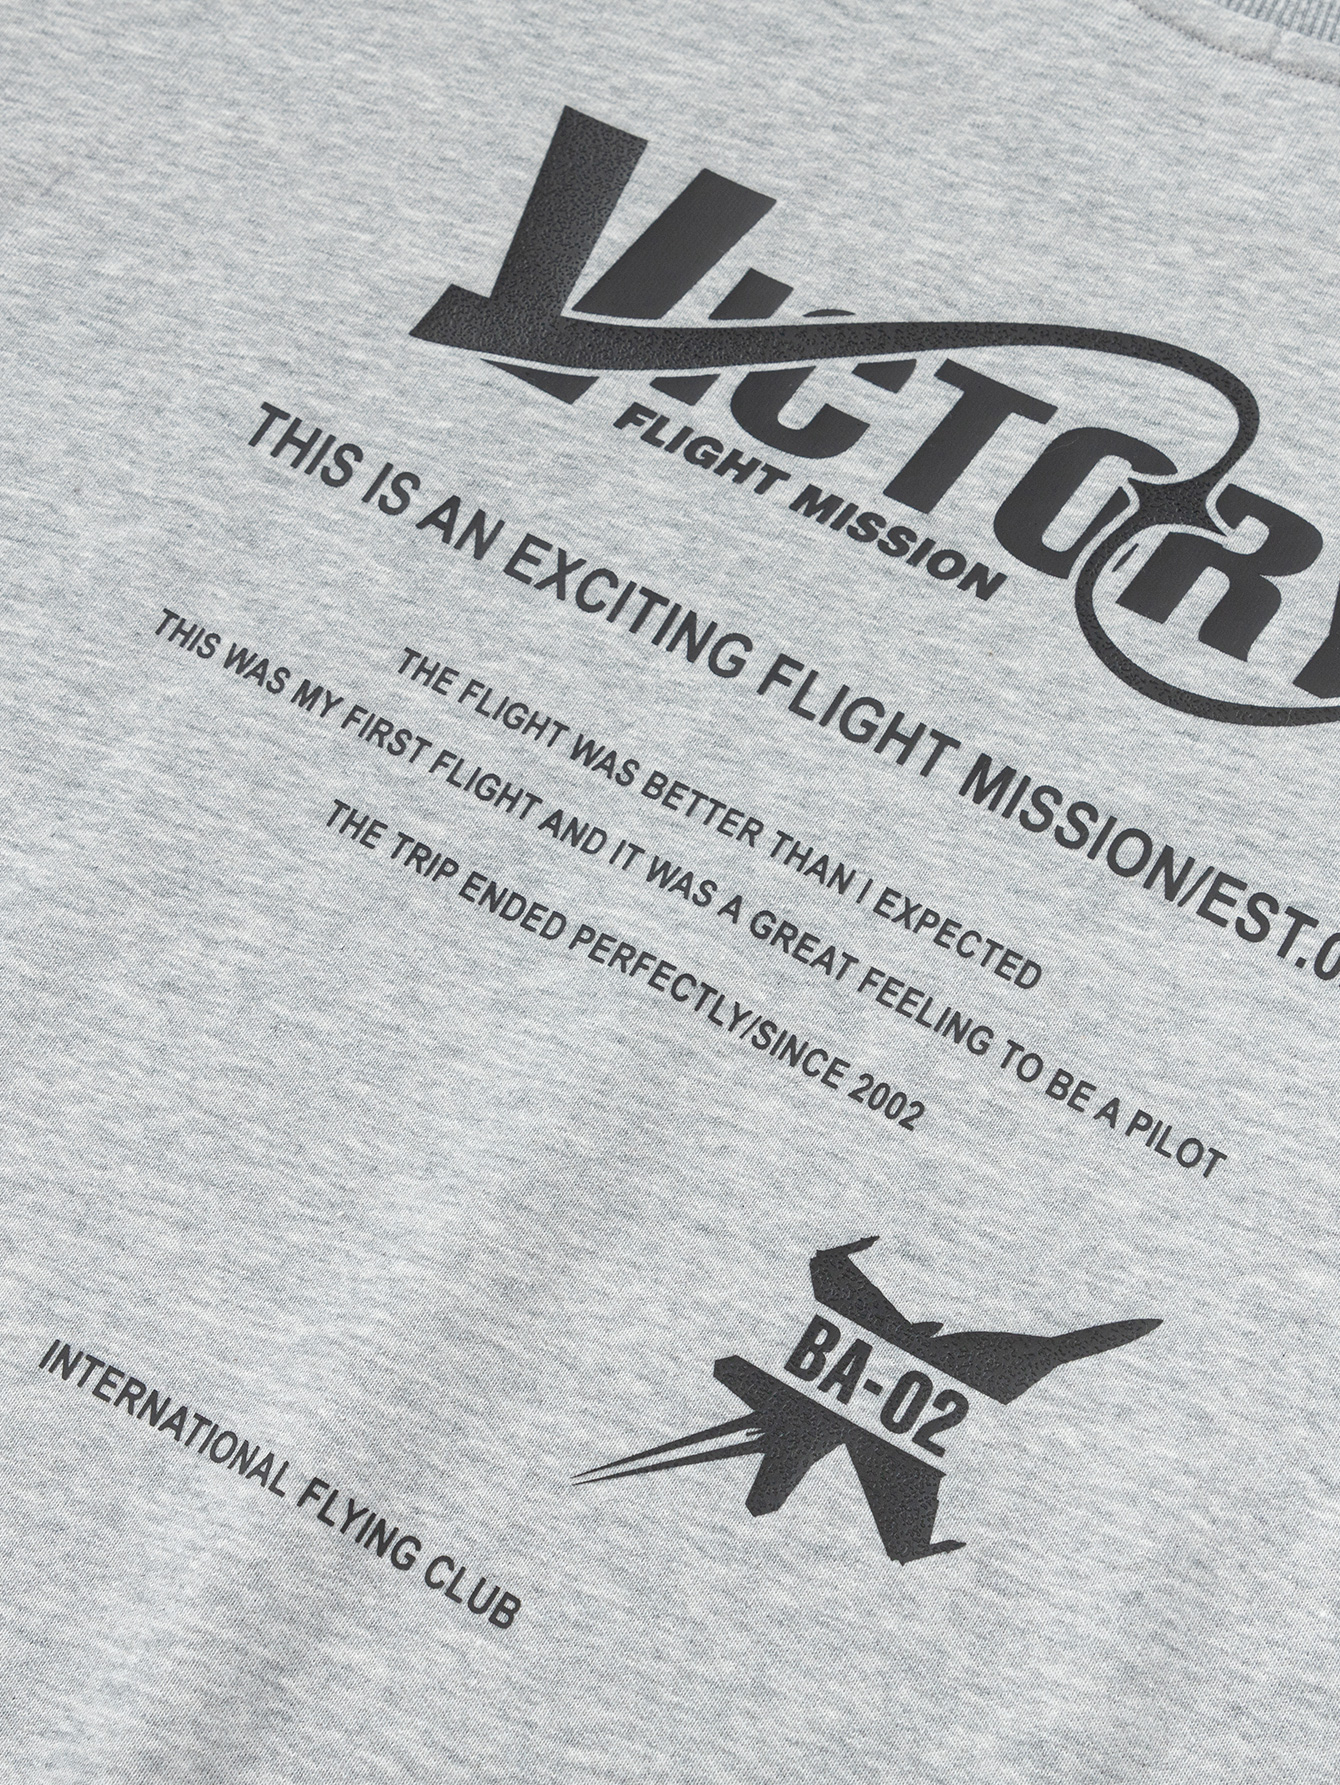 VICTORY
FLIGHT MISSION
THIS IS AN EXCITING FLIGHT MISSION/EST.0
THE FLIGHT WAS BETTER THAN I EXPECTED
THIS WAS MY FIRST FLIGHT AND IT WAS A GREAT FEELING TO BE A PILOT
THE TRIP ENDED PERFECTLY/SINCE 2002
BA-02
INTERNATIONAL FLYING CLUB